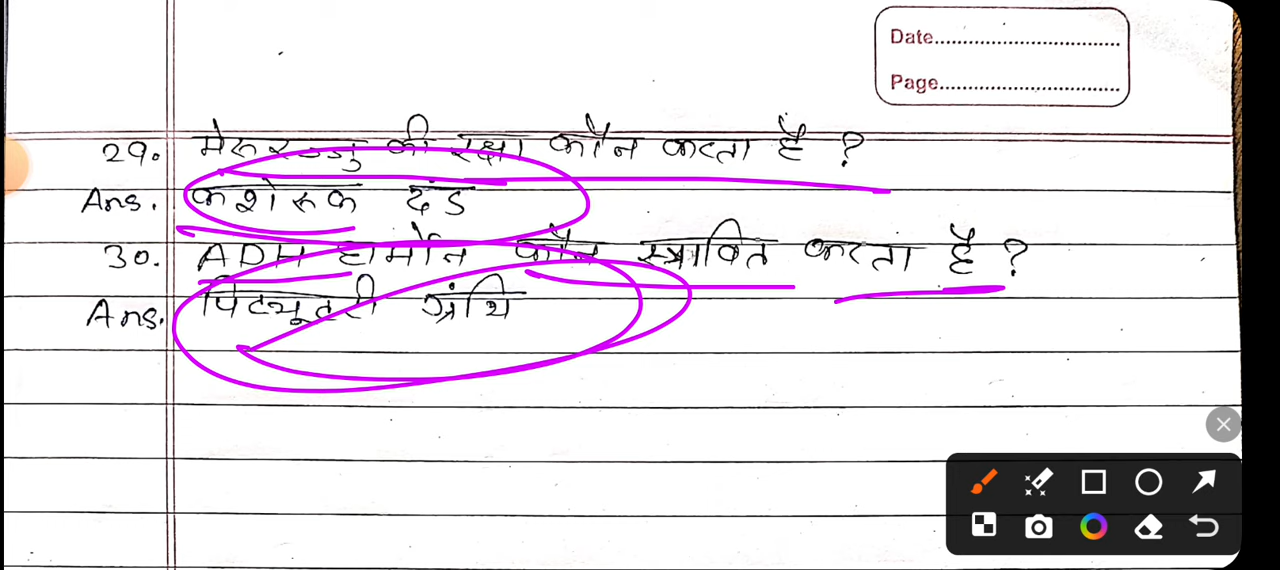 Date
Page
29. मेरुरज्जु की रक्षा कौन करता है ?
Ans. कशेरुक दंड
30. ADH हार्मोन कौन स्त्रावित करता है ?
Ans. पिट्यूटरी ग्रंथि